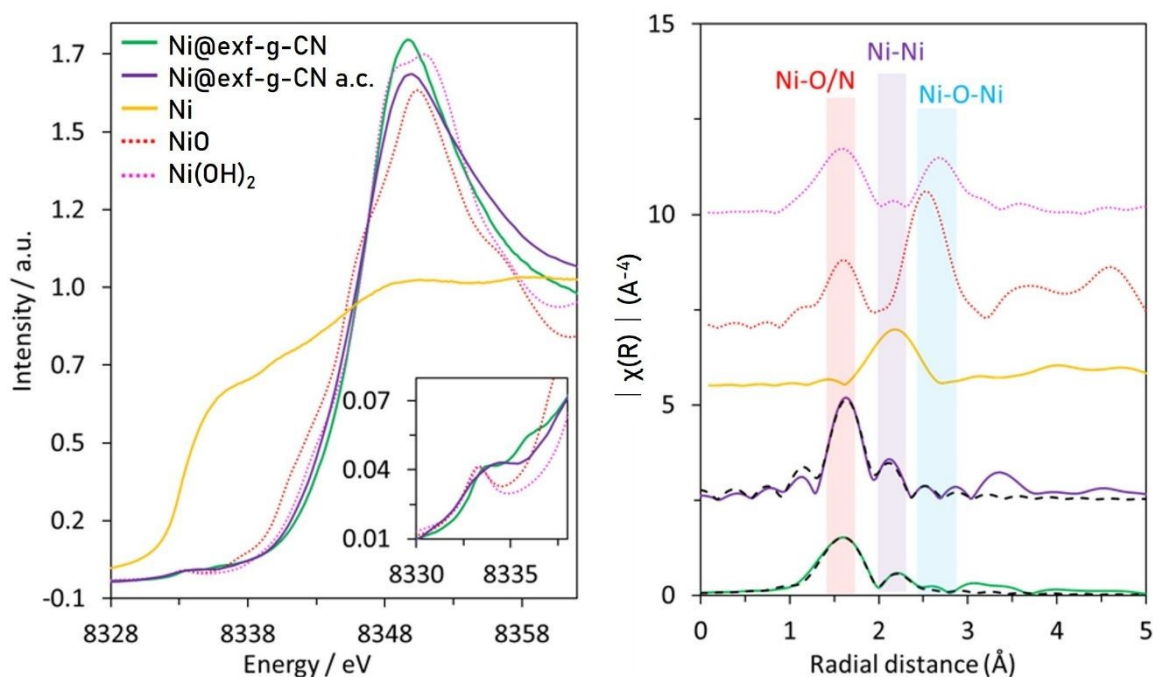 Ni@exf-g-CN
Ni@exf-g-CN a.c.
Ni
NiO
Ni(OH)₂
Intensity / a.u.
1.7
1.5
1.2
1.0
0.7
0.5
0.2
-0.1
0.07
0.04
0.01
8330
8335
8328
8338
8348
8358
Energy / eV
15
10
5
0
| χ(R) | (A⁻⁴)
Ni-Ni
Ni-O/N
Ni-O-Ni
0
1
2
3
4
5
Radial distance (Å)